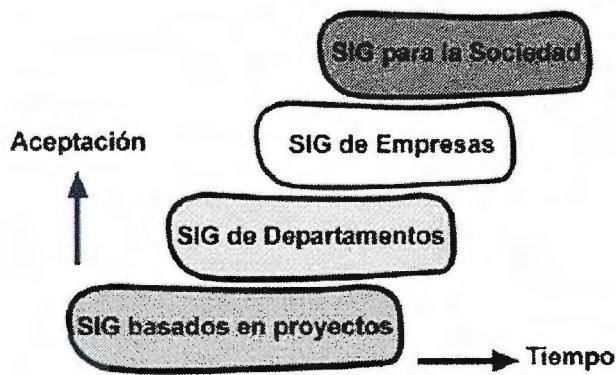 SIG para la Sociedad
SIG de Empresas
Aceptación
SIG de Departamentos
SIG basados en proyectos
Tiempo